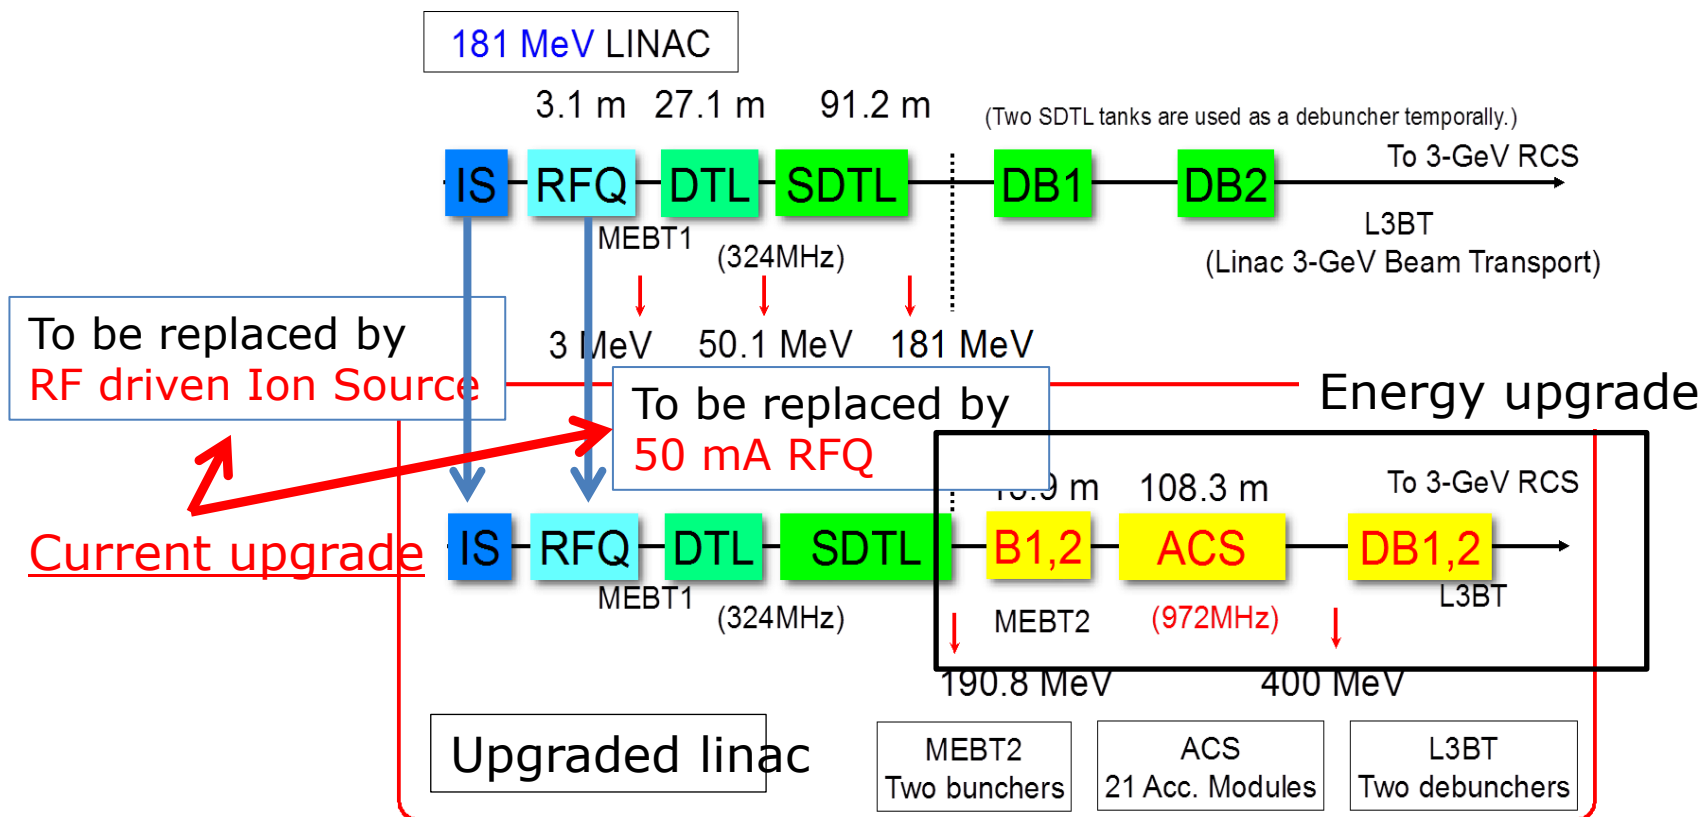 181 MeV LINAC
3.1 m 27.1 m 91.2 m
(Two SDTL tanks are used as a debuncher temporally.)
IS RFQ DTL SDTL DB1 DB2 To 3-GeV RCS
MEBT1 (324MHz) L3BT
(Linac 3-GeV Beam Transport)
To be replaced by
RF driven Ion Source
3 MeV 50.1 MeV 181 MeV
To be replaced by
50 mA RFQ
Energy upgrade
m 108.3 m To 3-GeV RCS
Current upgrade
IS RFQ DTL SDTL B1,2 ACS DB1,2
MEBT1 (324MHz) MEBT2 (972MHz) L3BT
190.8 MeV 400 MeV
Upgraded linac
MEBT2
Two bunchers
ACS
21 Acc. Modules
L3BT
Two debunchers